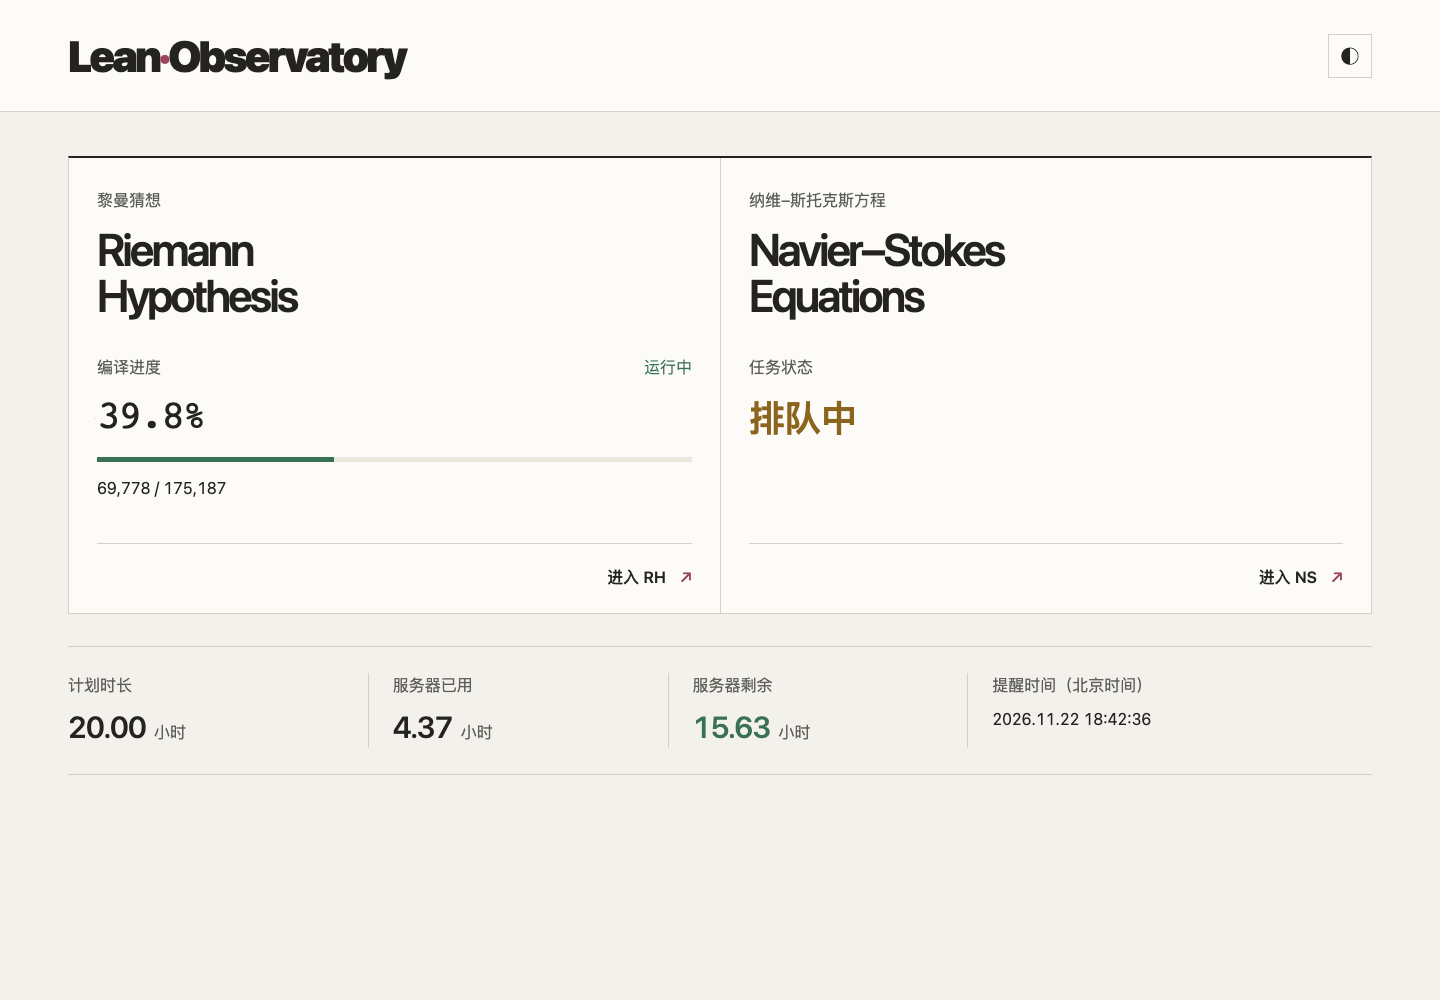 Lean·Observatory
黎曼猜想
Riemann
Hypothesis
编译进度
运行中
39.8%
69,778 / 175,187
进入 RH ↗
纳维–斯托克斯方程
Navier–Stokes
Equations
任务状态
排队中
进入 NS ↗
计划时长
20.00 小时
服务器已用
4.37 小时
服务器剩余
15.63 小时
提醒时间（北京时间）
2026.11.22 18:42:36